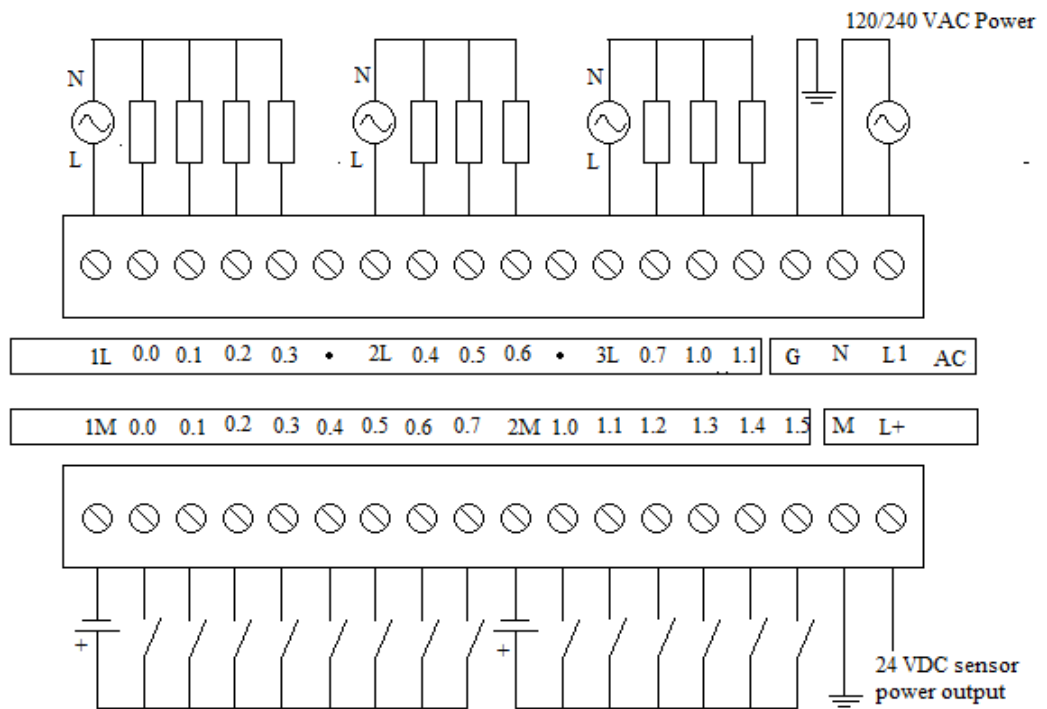 120/240 VAC Power
N
N
N
L
L
L
1L 0.0 0.1 0.2 0.3 • 2L 0.4 0.5 0.6 • 3L 0.7 1.0 1.1 G N L1 AC
1M 0.0 0.1 0.2 0.3 0.4 0.5 0.6 0.7 2M 1.0 1.1 1.2 1.3 1.4 1.5 M L+
+
+
24 VDC sensor
power output